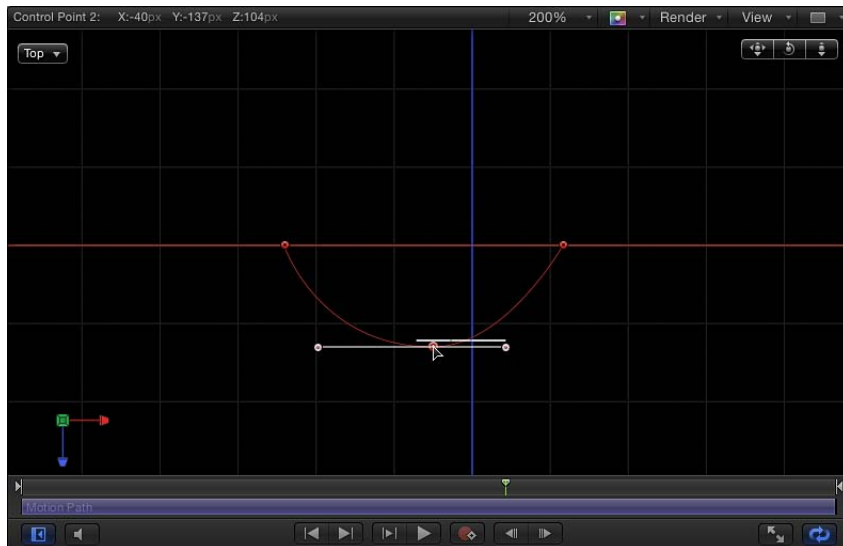 Control Point 2: X:-40px Y:-137px Z:104px 200% Render View
Top
Motion Path